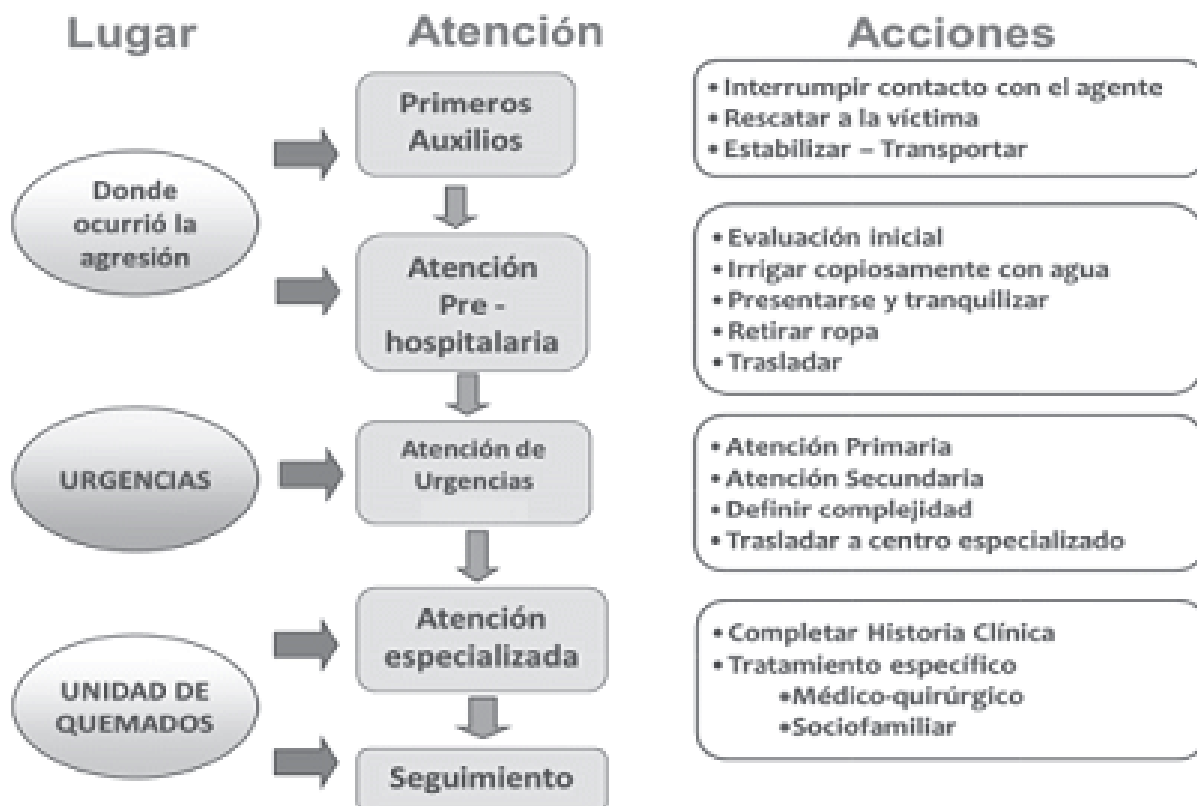 Lugar
Atención
Acciones
Donde
ocurrió la
agresión
Primeros
Auxilios
• Interrumpir contacto con el agente
• Rescatar a la víctima
• Estabilizar – Transportar
Atención
Pre -
hospitalaria
• Evaluación inicial
• Irrigar copiosamente con agua
• Presentarse y tranquilizar
• Retirar ropa
• Trasladar
URGENCIAS
Atención de
Urgencias
• Atención Primaria
• Atención Secundaria
• Definir complejidad
• Trasladar a centro especializado
UNIDAD DE
QUEMADOS
Atención
especializada
• Completar Historia Clínica
• Tratamiento específico
•Médico-quirúrgico
•Sociofamiliar
Seguimiento